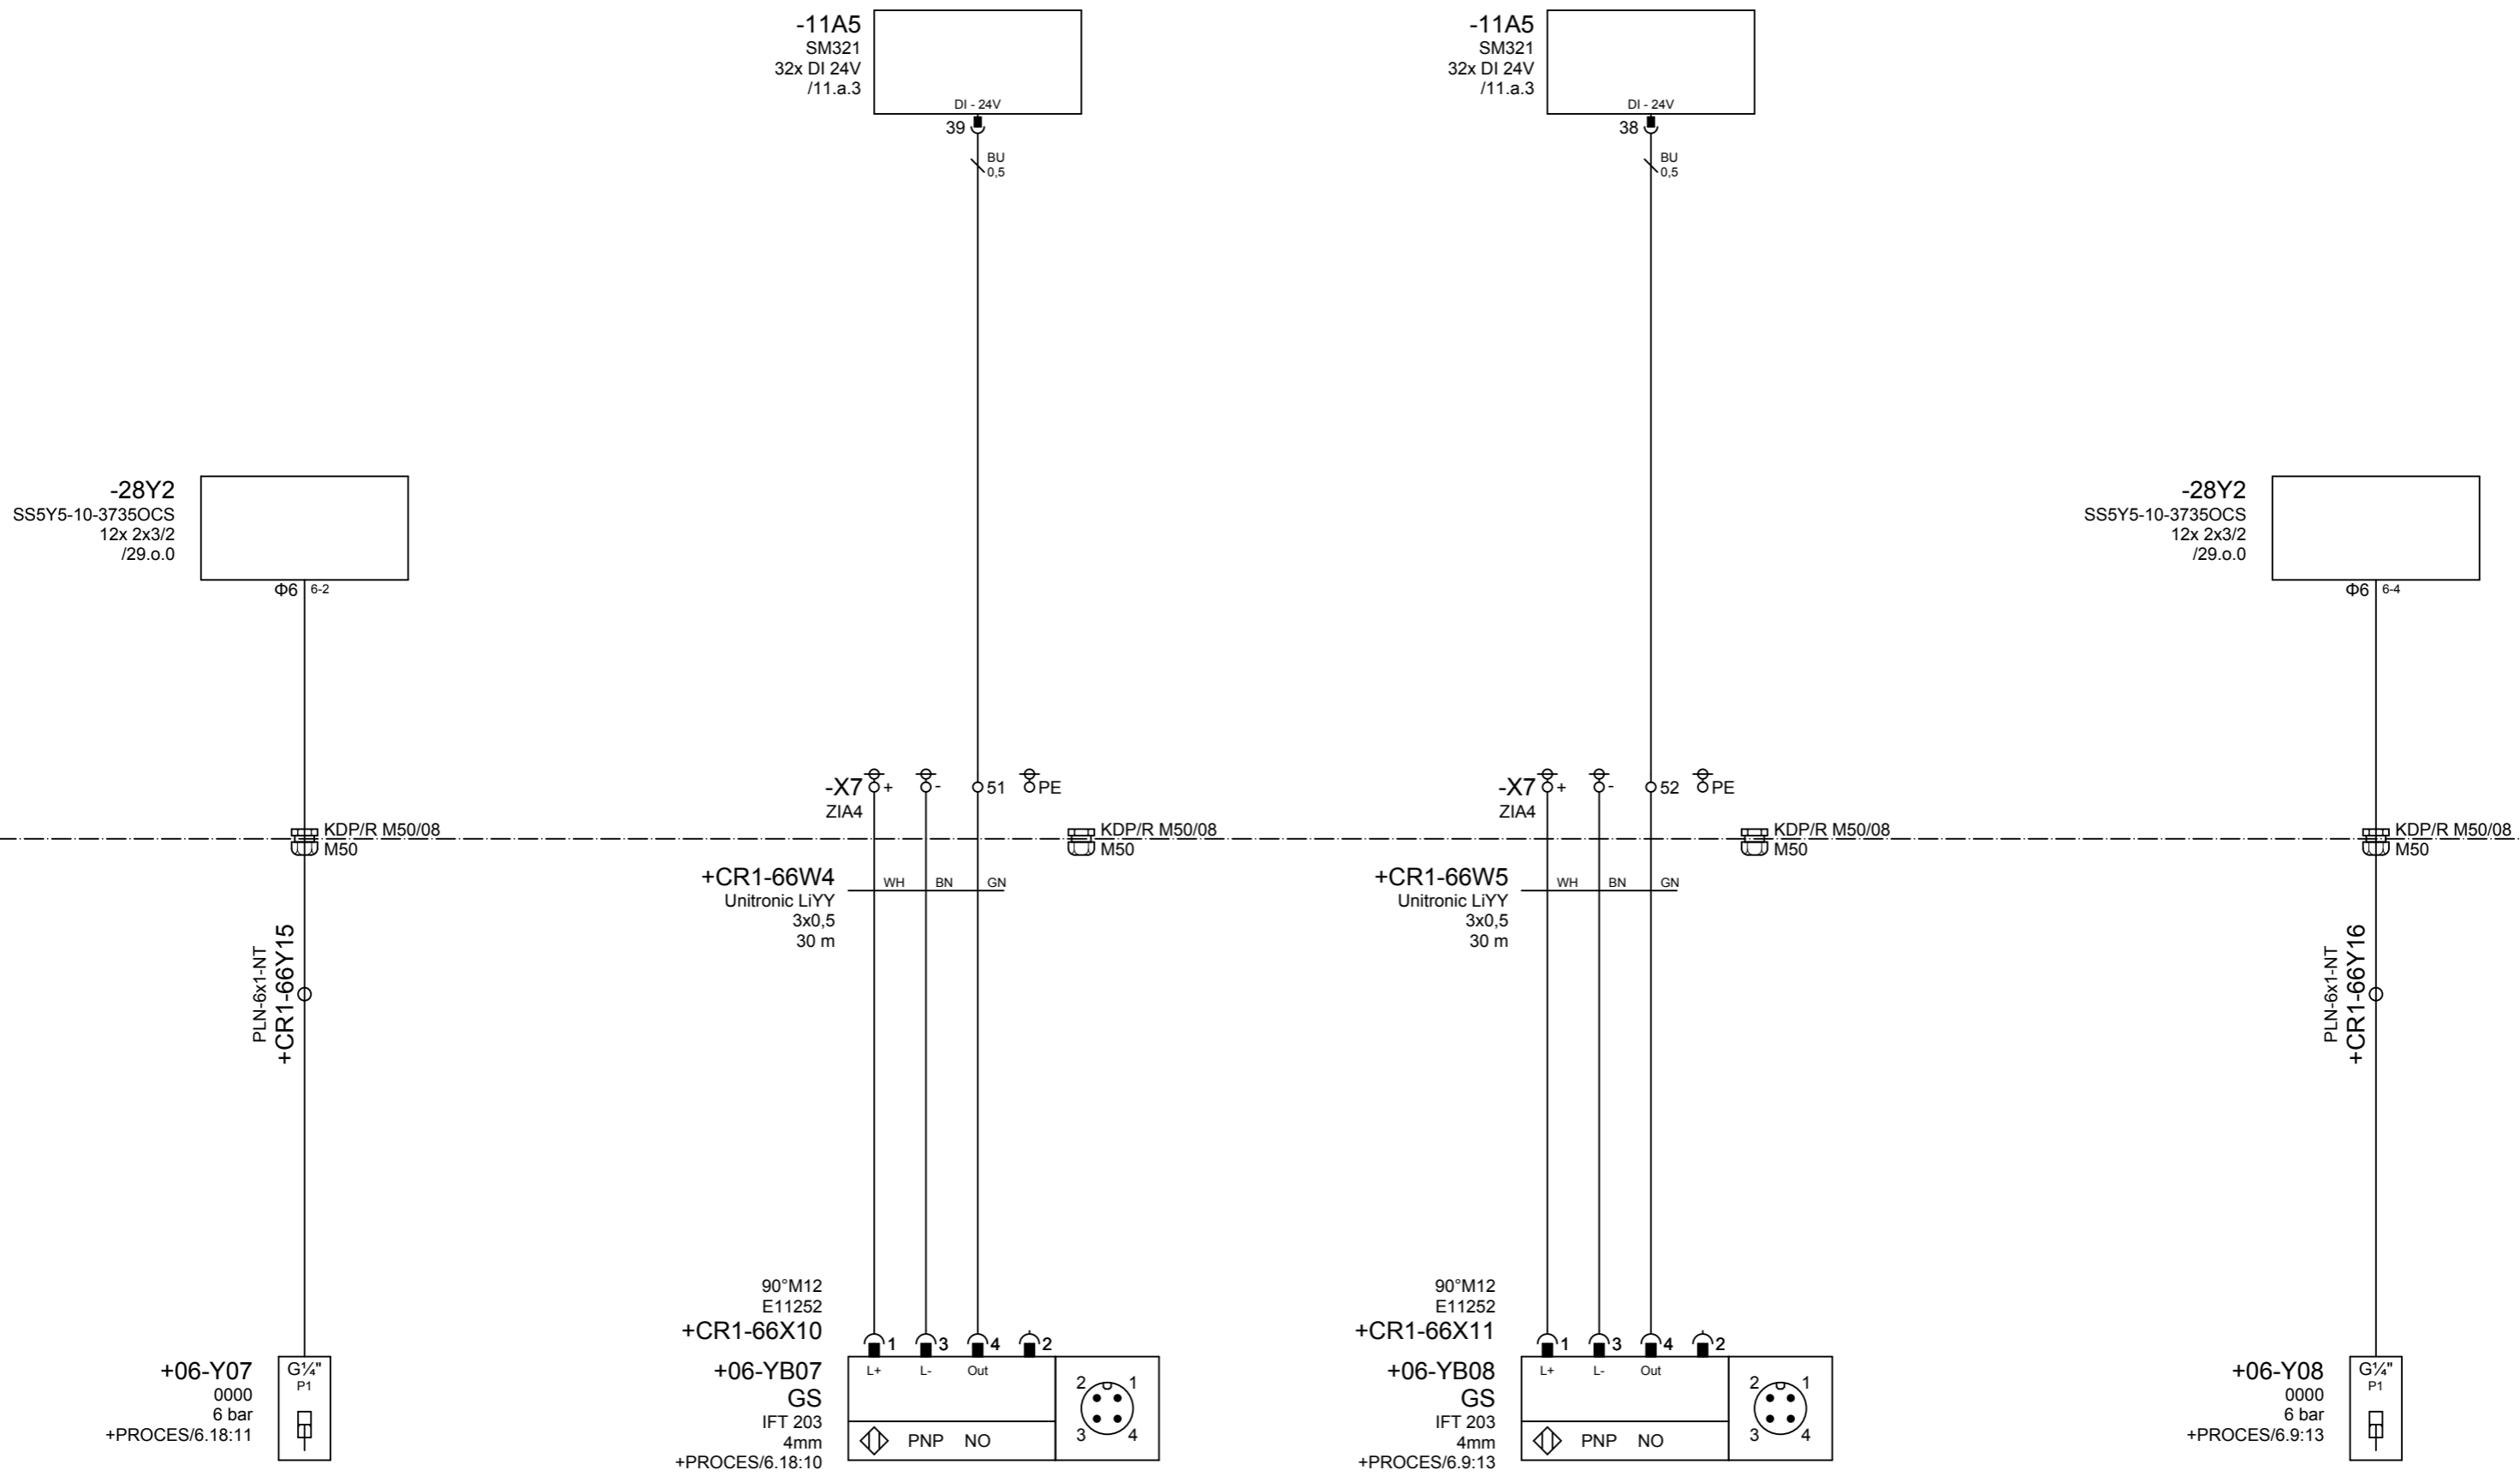 -11A5
SM321
32x DI 24V
/11.a.3
DI - 24V
39
BU
0,5
-11A5
SM321
32x DI 24V
/11.a.3
DI - 24V
38
BU
0,5
-28Y2
SS5Y5-10-3735OCS
12x 2x3/2
/29.o.0
Φ6 6-2
-28Y2
SS5Y5-10-3735OCS
12x 2x3/2
/29.o.0
Φ6 6-4
-X7 + - 51 PE
ZIA4
-X7 + - 52 PE
ZIA4
KDP/R M50/08
M50
KDP/R M50/08
M50
KDP/R M50/08
M50
KDP/R M50/08
M50
+CR1-66W4
Unitronic LiYY
3x0,5
30 m
WH BN GN
+CR1-66W5
Unitronic LiYY
3x0,5
30 m
WH BN GN
PLN-6x1-NT
+CR1-66Y15
PLN-6x1-NT
+CR1-66Y16
90°M12
E11252
+CR1-66X10
1 3 4 2
90°M12
E11252
+CR1-66X11
1 3 4 2
+06-Y07
0000
6 bar
+PROCES/6.18:11
G¼"
P1
+06-YB07
GS
IFT 203
4mm
+PROCES/6.18:10
L+ L- Out
PNP NO
2 1
3 4
+06-YB08
GS
IFT 203
4mm
+PROCES/6.9:13
L+ L- Out
PNP NO
2 1
3 4
+06-Y08
0000
6 bar
+PROCES/6.9:13
G¼"
P1